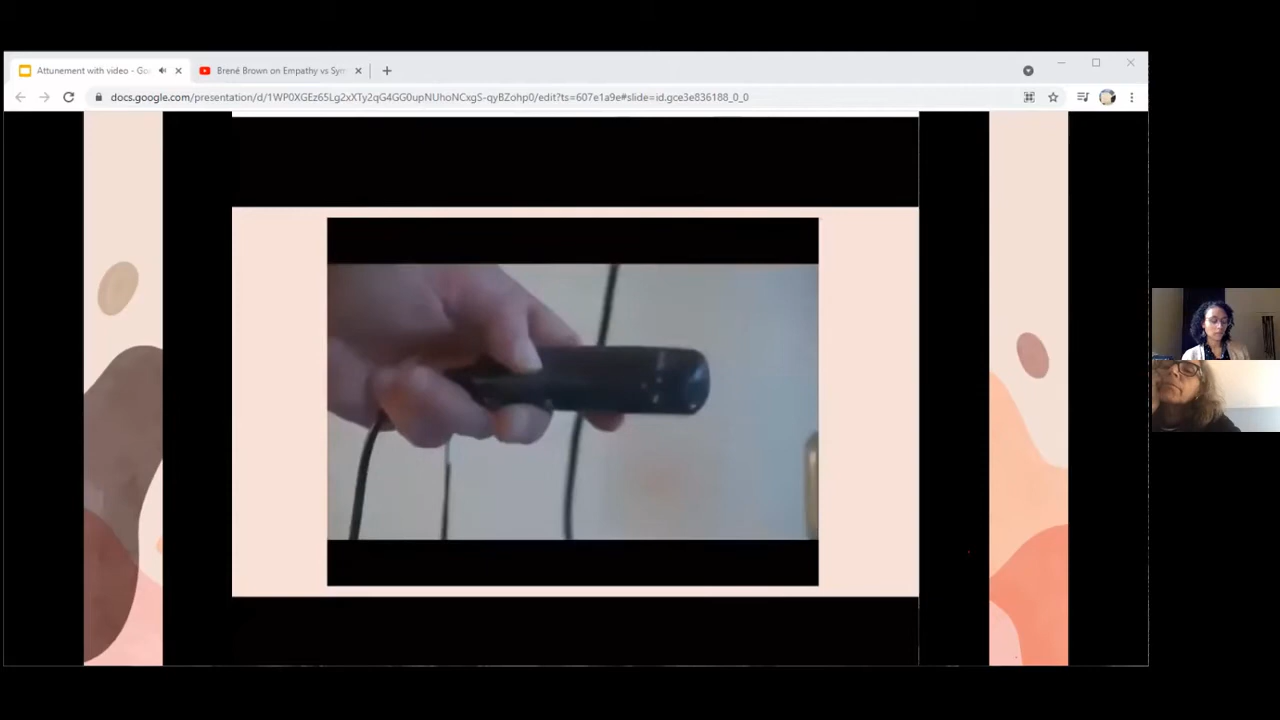 Attunement with video - Go
Brené Brown on Empathy vs Sym
docs.google.com/presentation/d/1WP0XGEz65Lg2xXTy2qG4GG0upNUhoNCxgS-qyBZohp0/edit?ts=607e1a9e#slide=id.gce3e836188_0_0